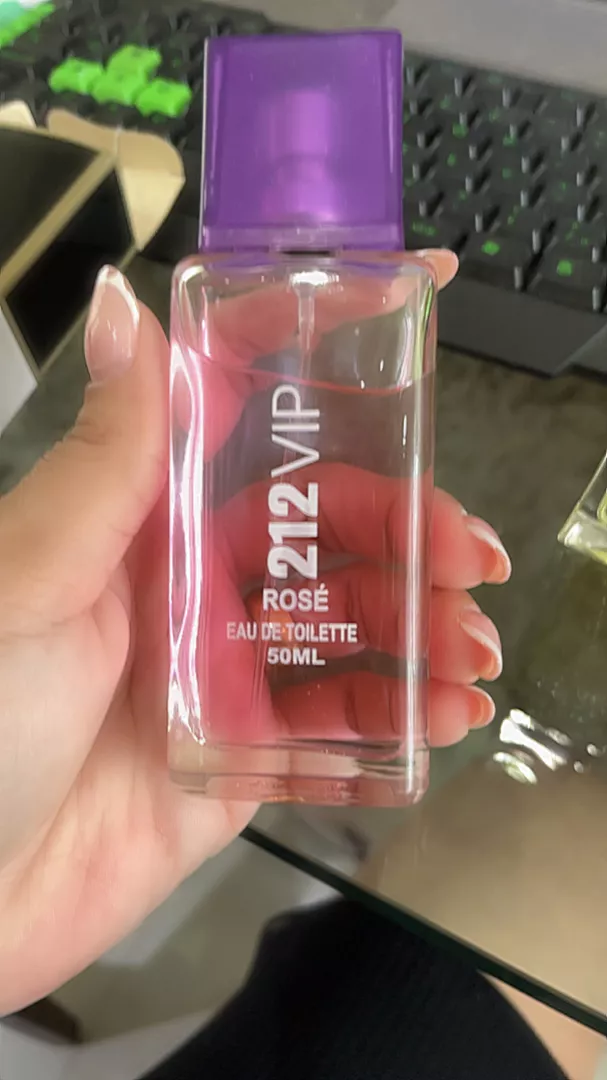 212 VIP
ROSÉ
EAU DE TOILETTE
50ML